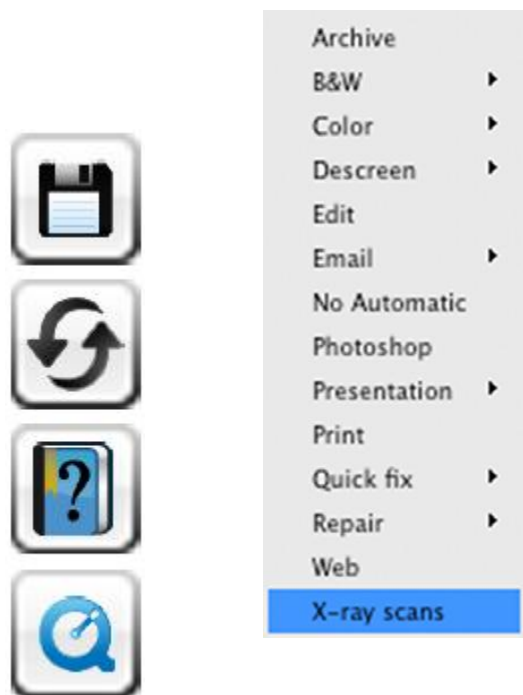 ?
Archive
B&W
Color
Descreen
Edit
Email
No Automatic
Photoshop
Presentation
Print
Quick fix
Repair
Web
X-ray scans